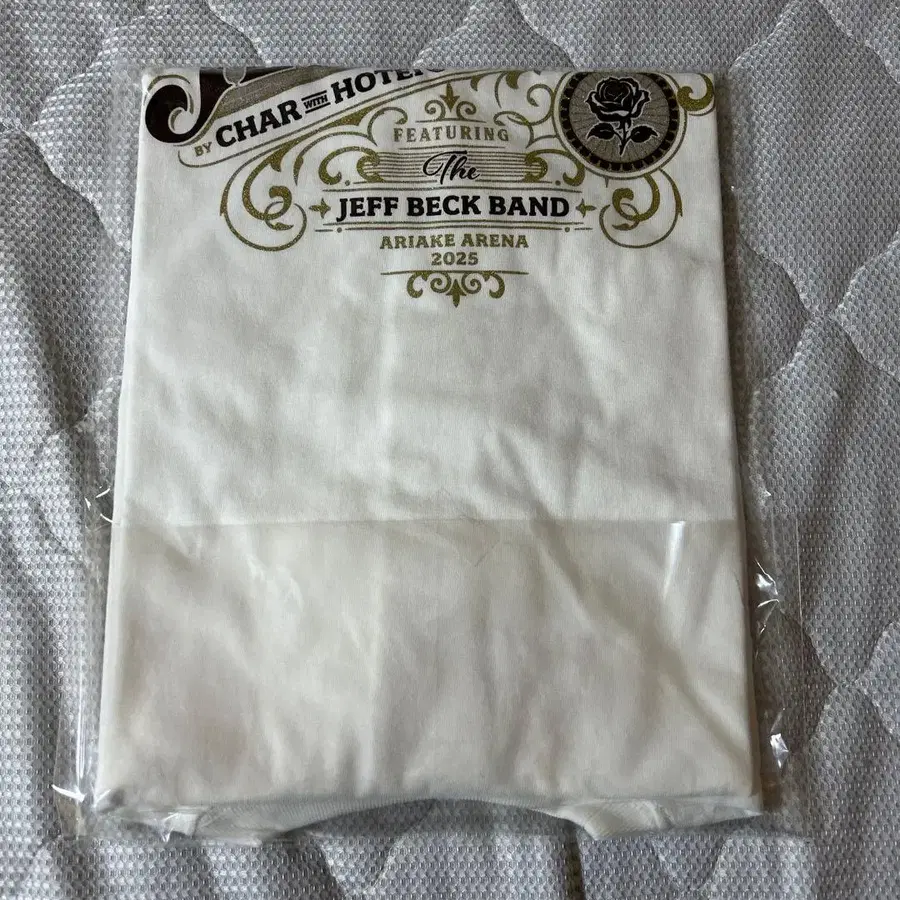 BY CHAR WITH HOTEI
FEATURING
The
JEFF BECK BAND
ARIAKE ARENA
2025